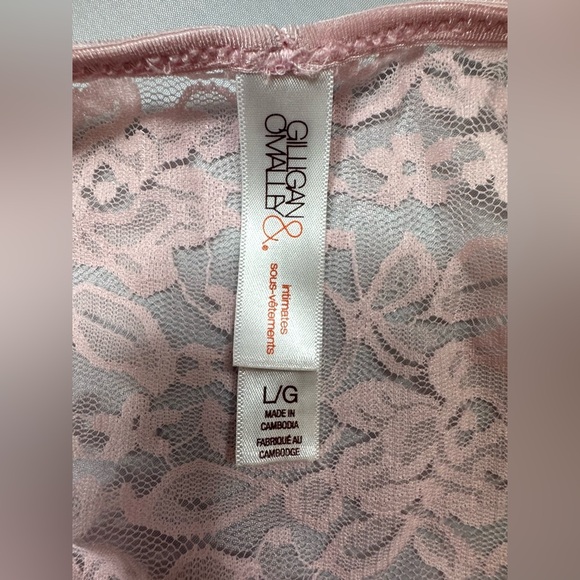 GILLIGAN &
O'MALLEY®
intimates
sous-vêtements
L/G
MADE IN
CAMBODIA
FABRIQUÉ AU
CAMBODGE